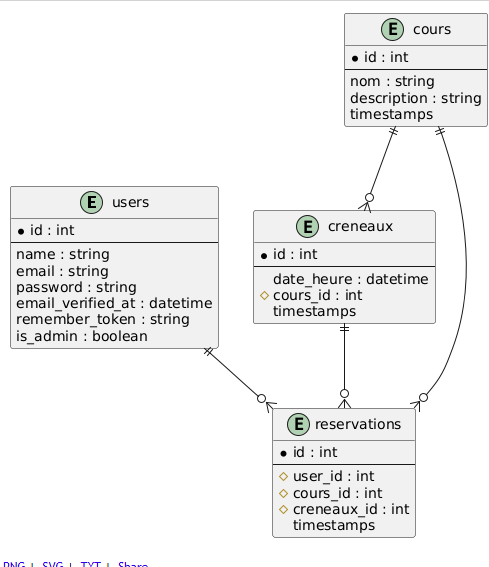 E cours
* id : int
nom : string
description : string
timestamps
E users
* id : int
name : string
email : string
password : string
email_verified_at : datetime
remember_token : string
is_admin : boolean
E creneaux
* id : int
date_heure : datetime
cours_id : int
timestamps
E reservations
* id : int
user_id : int
cours_id : int
creneaux_id : int
timestamps
PNG SVG TXT Share